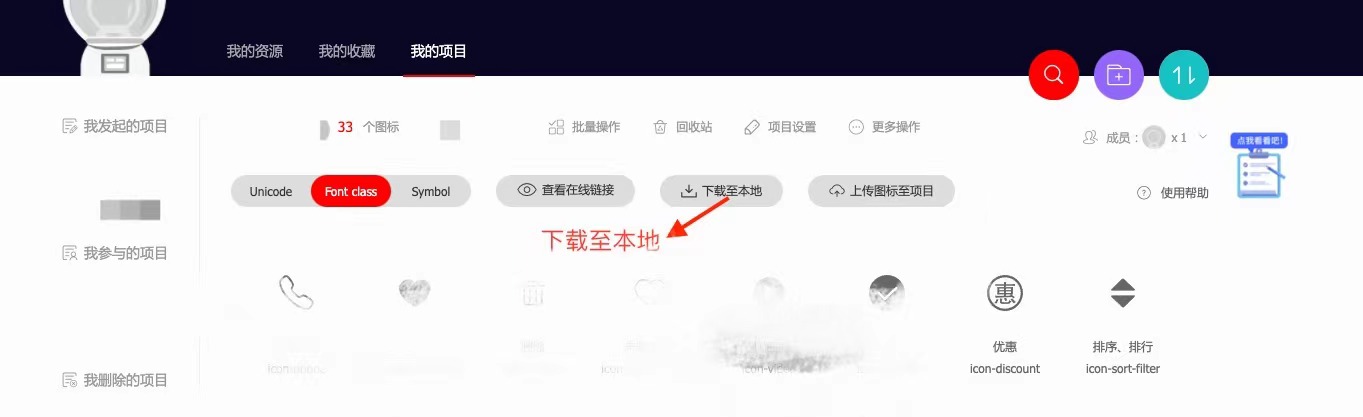 我的资源 我的收藏 我的项目
我发起的项目
33 个图标 批量操作 回收站 项目设置 更多操作
成员： x 1
点我看看吧!
Unicode Font class Symbol 查看在线链接 下载至本地 上传图标至项目
使用帮助
下载至本地
我参与的项目
惠
优惠 排序、排行
icon-discount icon-sort-filter
我删除的项目